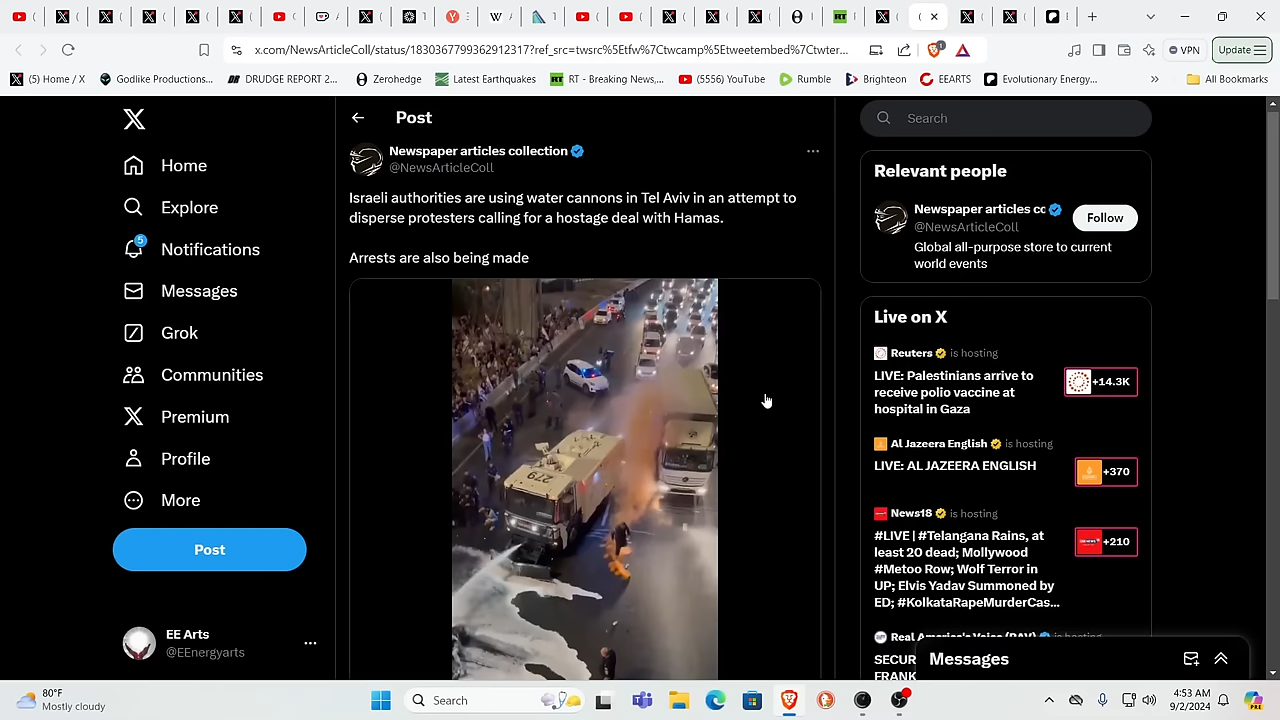 x.com/NewsArticleColl/status/1830367799362912317?ref_src=twsrc%5Etfw%7Ctwcamp%5Etweetembed%7Ctwter...
VPN
Update
(5) Home / X
Godlike Productions...
DRUDGE REPORT 2...
Zerohedge
Latest Earthquakes
RT - Breaking News,...
(5556) YouTube
Rumble
Brighteon
EEARTS
Evolutionary Energy...
All Bookmarks
Home
Explore
5
Notifications
Messages
Grok
Communities
Premium
Profile
More
Post
EE Arts
@EEnergyarts
Post
Newspaper articles collection
@NewsArticleColl
Israeli authorities are using water cannons in Tel Aviv in an attempt to
disperse protesters calling for a hostage deal with Hamas.
Arrests are also being made
Search
Relevant people
Newspaper articles cc
@NewsArticleColl
Follow
Global all-purpose store to current
world events
Live on X
Reuters is hosting
LIVE: Palestinians arrive to
receive polio vaccine at
hospital in Gaza
+14.3K
Al Jazeera English is hosting
LIVE: AL JAZEERA ENGLISH
+370
News18 is hosting
#LIVE | #Telangana Rains, at
least 20 dead; Mollywood
#Metoo Row; Wolf Terror in
UP; Elvis Yadav Summoned by
ED; #KolkataRapeMurderCas...
+210
Real America's Voice (RAV) is hosting
SECUR
FRANK
Messages
80°F
Mostly cloudy
Search
4:53 AM
9/2/2024